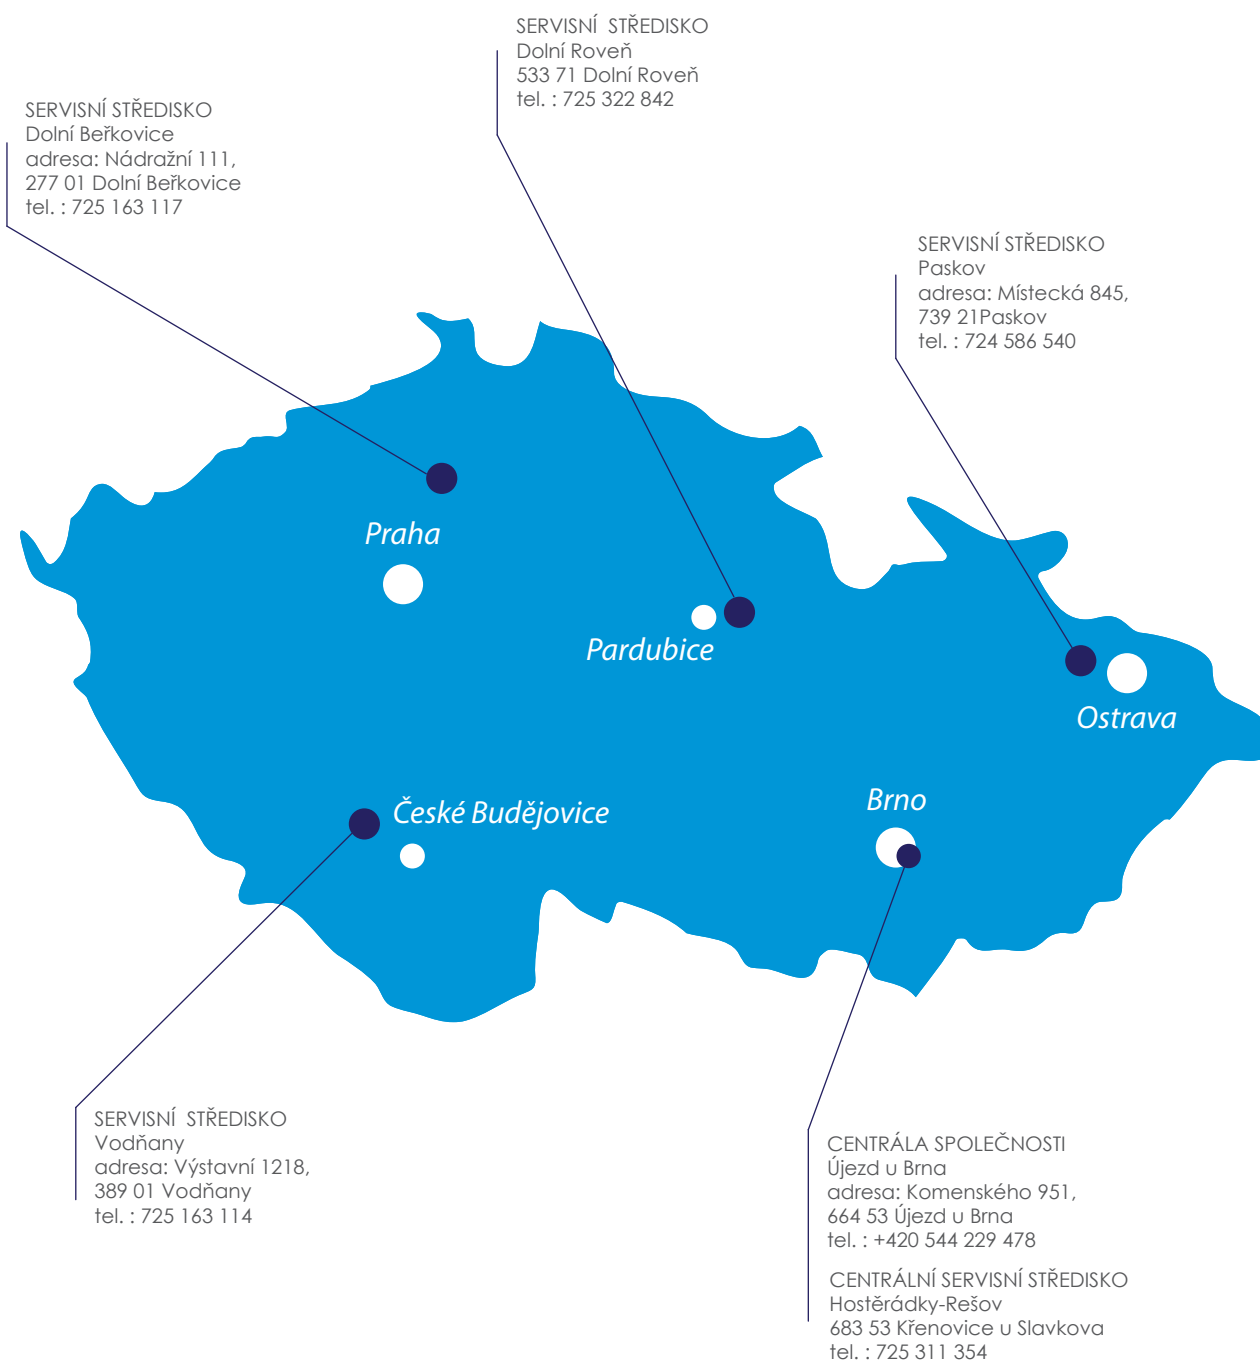 SERVISNÍ STŘEDISKO
Dolní Roveň
533 71 Dolní Roveň
tel. : 725 322 842
SERVISNÍ STŘEDISKO
Dolní Beřkovice
adresa: Nádražní 111,
277 01 Dolní Beřkovice
tel. : 725 163 117
SERVISNÍ STŘEDISKO
Paskov
adresa: Místecká 845,
739 21Paskov
tel. : 724 586 540
Praha
Pardubice
Ostrava
České Budějovice
Brno
SERVISNÍ STŘEDISKO
Vodňany
adresa: Výstavní 1218,
389 01 Vodňany
tel. : 725 163 114
CENTRÁLA SPOLEČNOSTI
Újezd u Brna
adresa: Komenského 951,
664 53 Újezd u Brna
tel. : +420 544 229 478
CENTRÁLNÍ SERVISNÍ STŘEDISKO
Hostěrádky-Rešov
683 53 Křenovice u Slavkova
tel. : 725 311 354